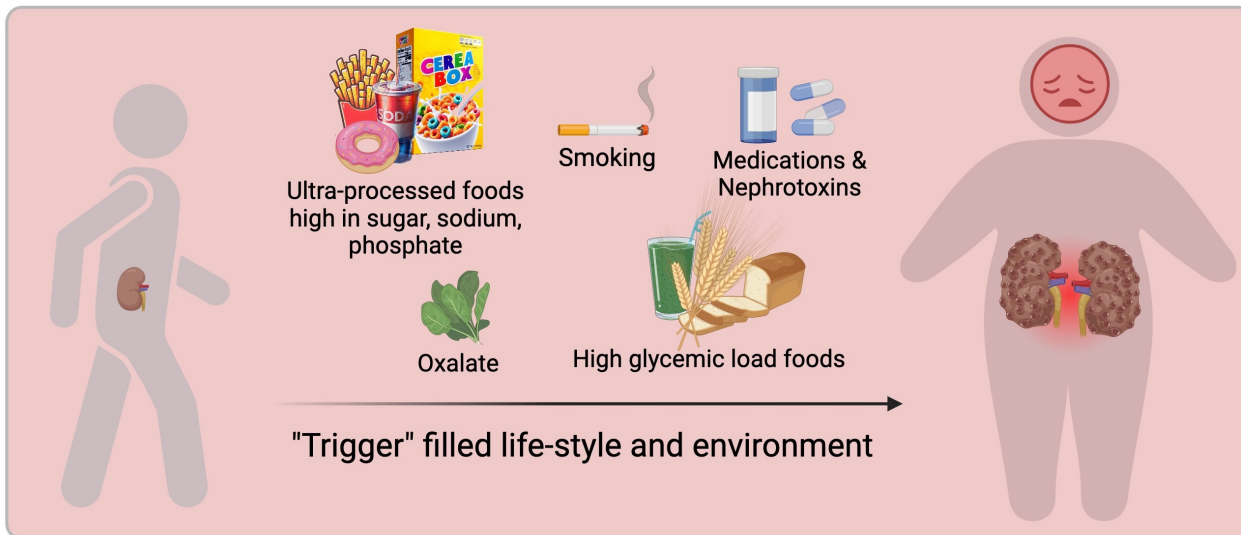 CEREA
BOX
SODA
Ultra-processed foods
high in sugar, sodium,
phosphate
Smoking
Medications &
Nephrotoxins
Oxalate
High glycemic load foods
"Trigger" filled life-style and environment